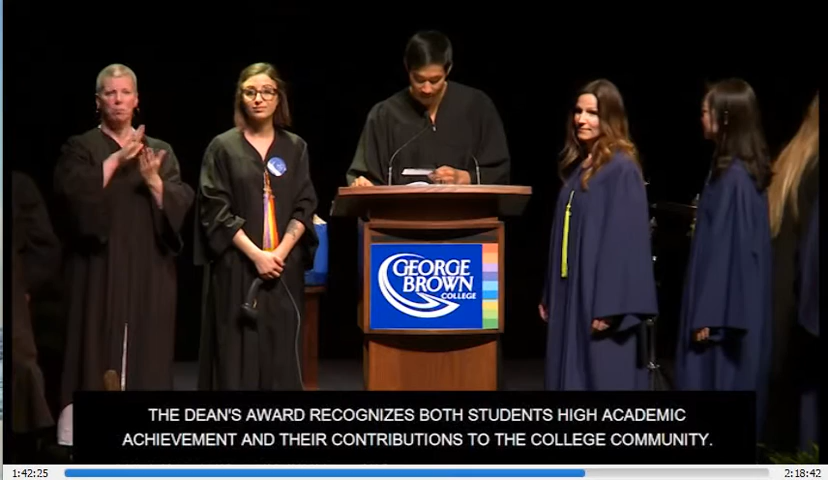 GEORGE
BROWN
COLLEGE
THE DEAN'S AWARD RECOGNIZES BOTH STUDENTS HIGH ACADEMIC
ACHIEVEMENT AND THEIR CONTRIBUTIONS TO THE COLLEGE COMMUNITY.
1:42:25
2:18:42